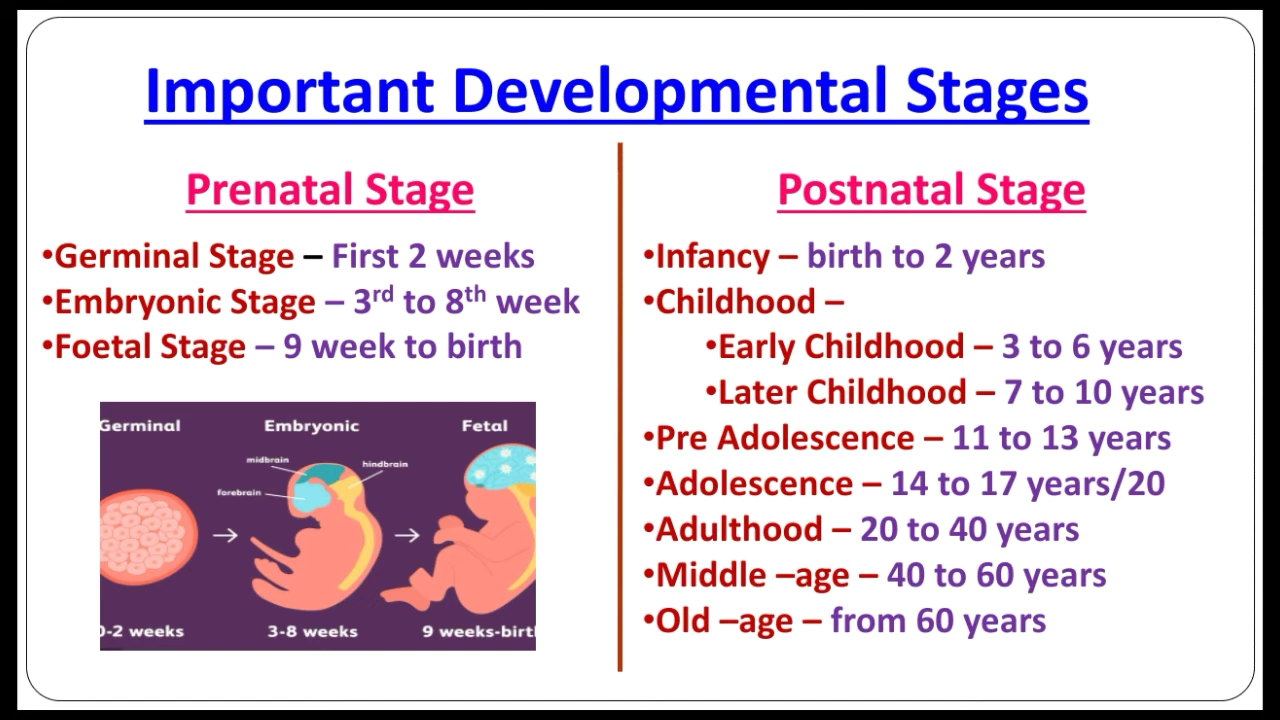 Important Developmental Stages
Prenatal Stage
•Germinal Stage – First 2 weeks
•Embryonic Stage – 3rd to 8th week
•Foetal Stage – 9 week to birth
Germinal Embryonic Fetal
midbrain
hindbrain
forebrain
0-2 weeks 3-8 weeks 9 weeks-birth
Postnatal Stage
•Infancy – birth to 2 years
•Childhood –
•Early Childhood – 3 to 6 years
•Later Childhood – 7 to 10 years
•Pre Adolescence – 11 to 13 years
•Adolescence – 14 to 17 years/20
•Adulthood – 20 to 40 years
•Middle –age – 40 to 60 years
•Old –age – from 60 years